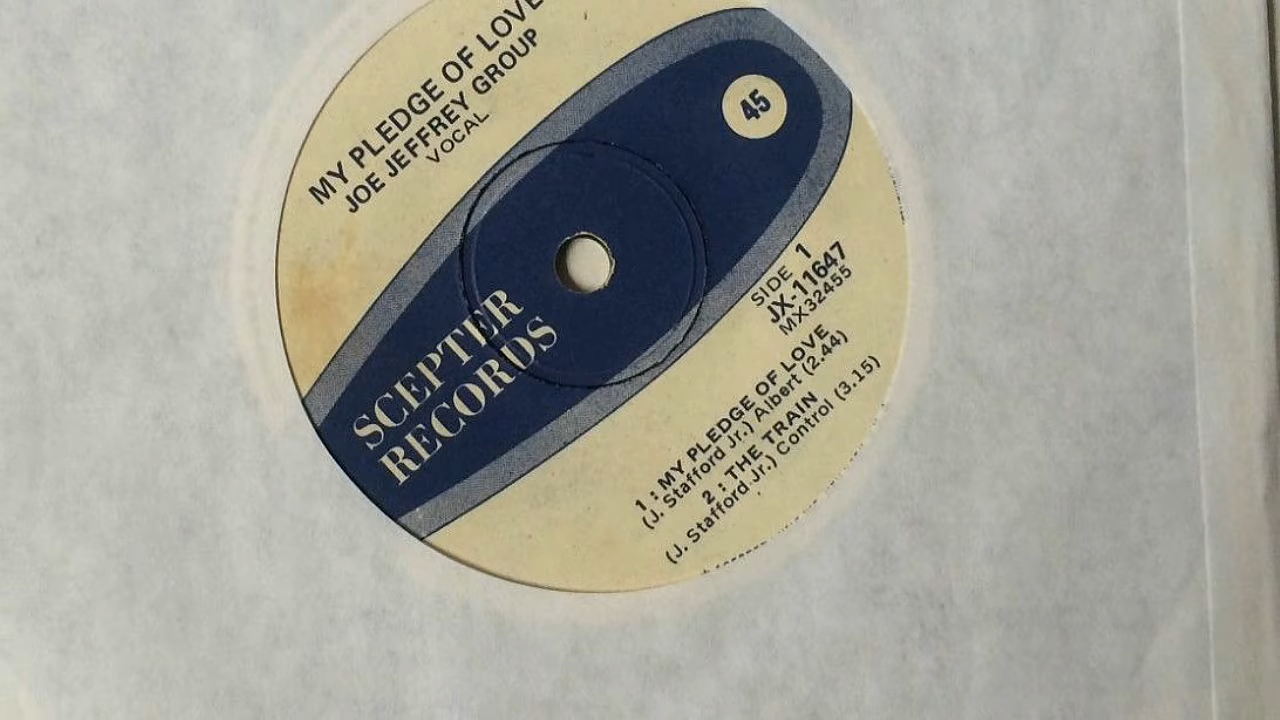 MY PLEDGE OF LOVE
JOE JEFFREY GROUP
VOCAL
45
SCEPTER
RECORDS
SIDE 1
JX-11647
MX32455
1 : MY PLEDGE OF LOVE
(J. Stafford Jr.) Albert (2.44)
2 : THE TRAIN
(J. Stafford Jr.) Control (3.15)